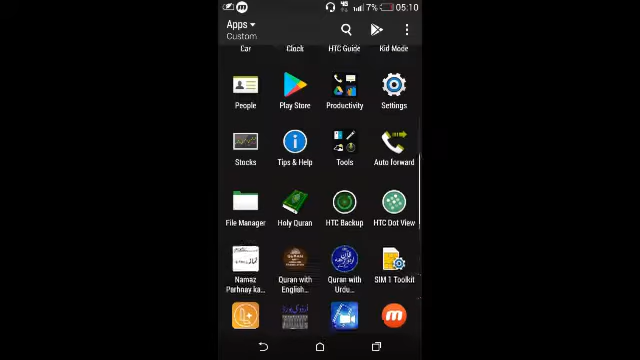 4G 7% 05:10
Apps
Custom
Car Clock HTC Guide Kid Mode
People Play Store Productivity Settings
Stocks Tips & Help Tools Auto forward
File Manager Holy Quran HTC Backup HTC Dot View
Namaz Quran with Quran with SIM 1 Toolkit
Parhnay ka... English... Urdu...